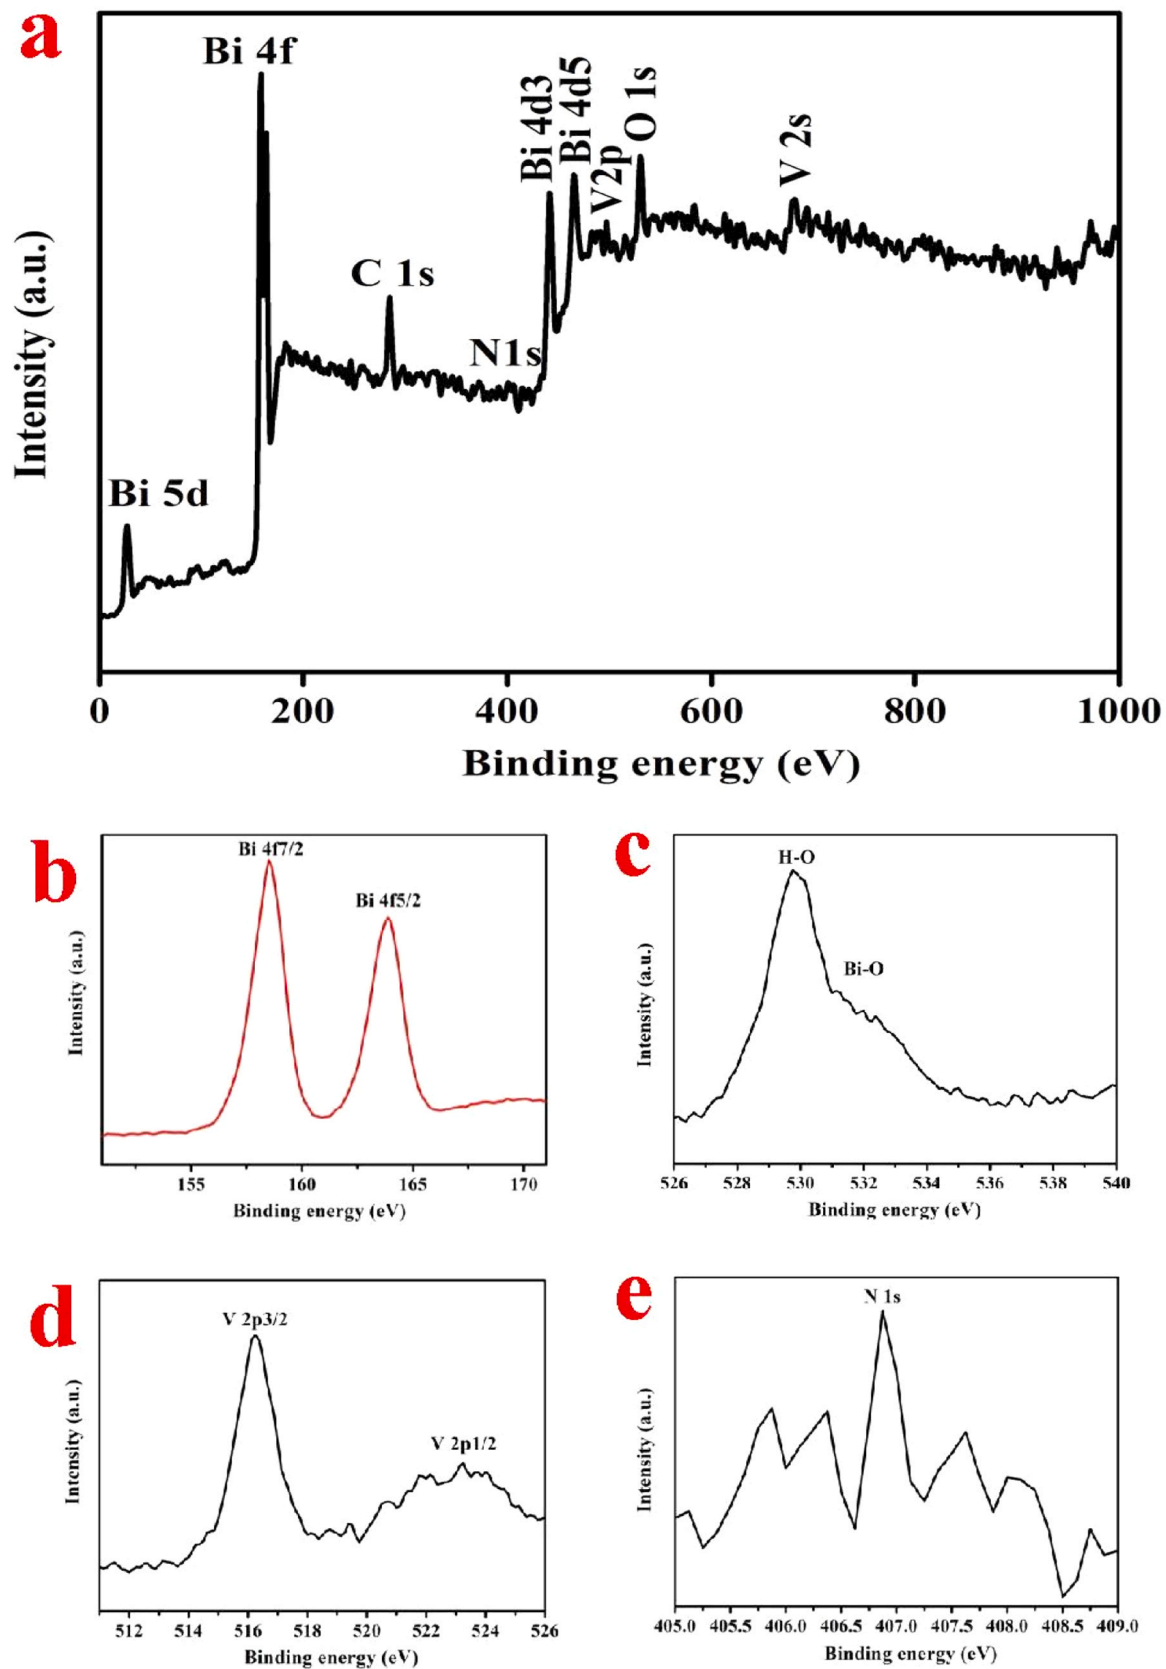 a
Bi 4f
Bi 4d3
Bi 4d5
V2p
O 1s
V 2s
C 1s
N1s
Bi 5d
Intensity (a.u.)
0 200 400 600 800 1000
Binding energy (eV)
b
Bi 4f7/2
Bi 4f5/2
Intensity (a.u.)
155 160 165 170
Binding energy (eV)
c
H-O
Bi-O
Intensity (a.u.)
526 528 530 532 534 536 538 540
Binding energy (eV)
d
V 2p3/2
V 2p1/2
Intensity (a.u.)
512 514 516 518 520 522 524 526
Binding energy (eV)
e
N 1s
Intensity (a.u.)
405.0 405.5 406.0 406.5 407.0 407.5 408.0 408.5 409.0
Binding energy (eV)